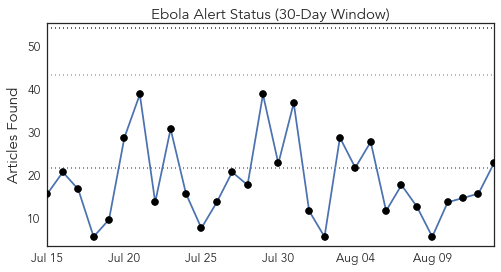 Ebola Alert Status (30-Day Window)
Articles Found
50
40
30
20
10
Jul 15
Jul 20
Jul 25
Jul 30
Aug 04
Aug 09